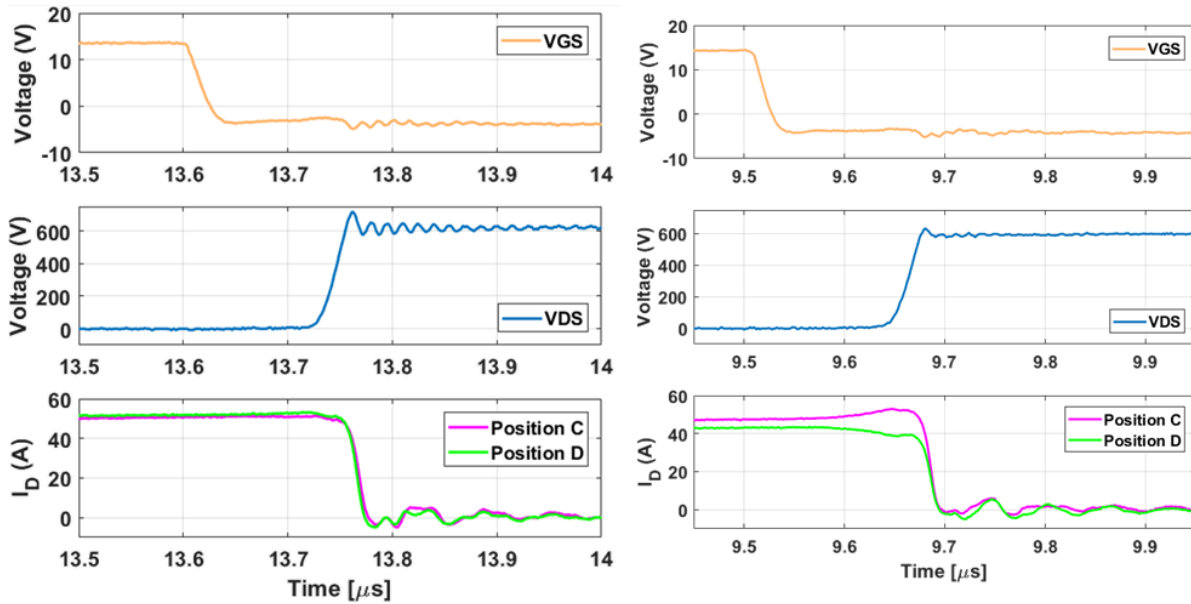 20
10
0
-10
Voltage (V)
VGS
13.5 13.6 13.7 13.8 13.9 14
600
400
200
0
Voltage (V)
VDS
13.5 13.6 13.7 13.8 13.9 14
60
40
20
0
I_D (A)
Position C
Position D
13.5 13.6 13.7 13.8 13.9 14
Time [μs]
20
10
0
-10
Voltage (V)
VGS
9.5 9.6 9.7 9.8 9.9
600
400
200
0
Voltage (V)
VDS
9.5 9.6 9.7 9.8 9.9
60
40
20
0
I_D (A)
Position C
Position D
9.5 9.6 9.7 9.8 9.9
Time [μs]